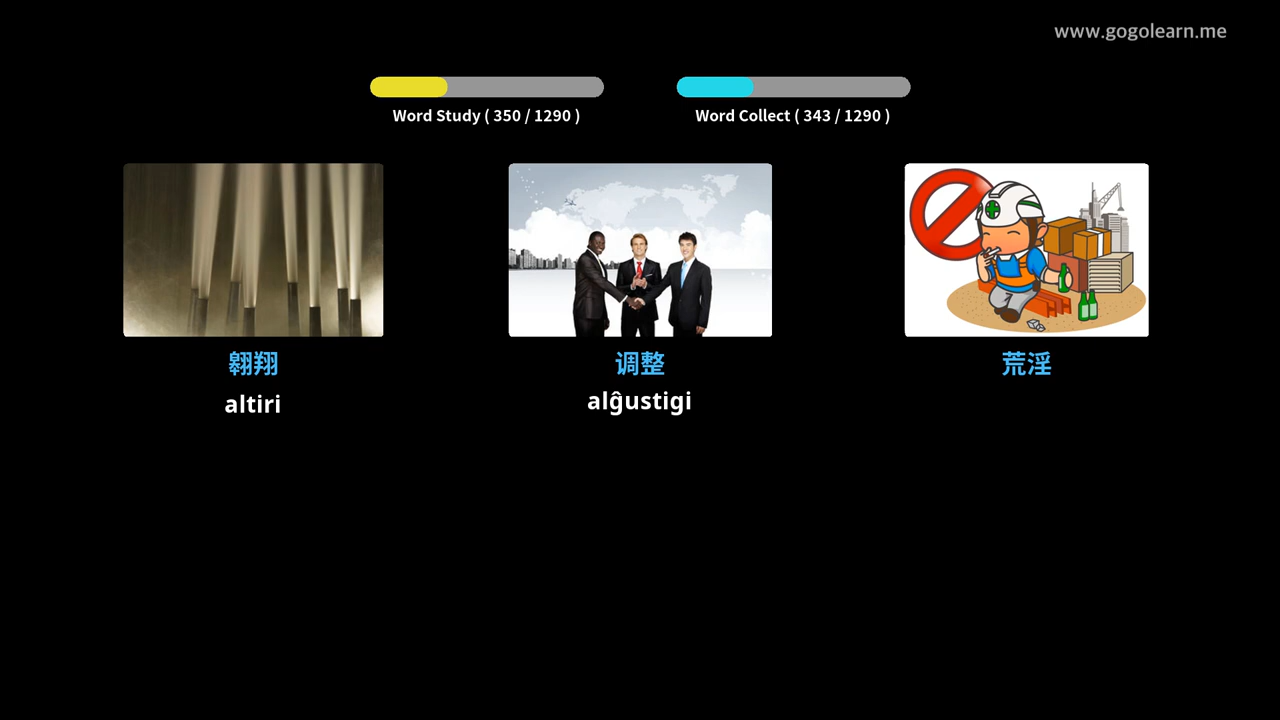 www.gogolearn.me
Word Study ( 350 / 1290 )
Word Collect ( 343 / 1290 )
翱翔
调整
荒淫
altiri
alĝustigi